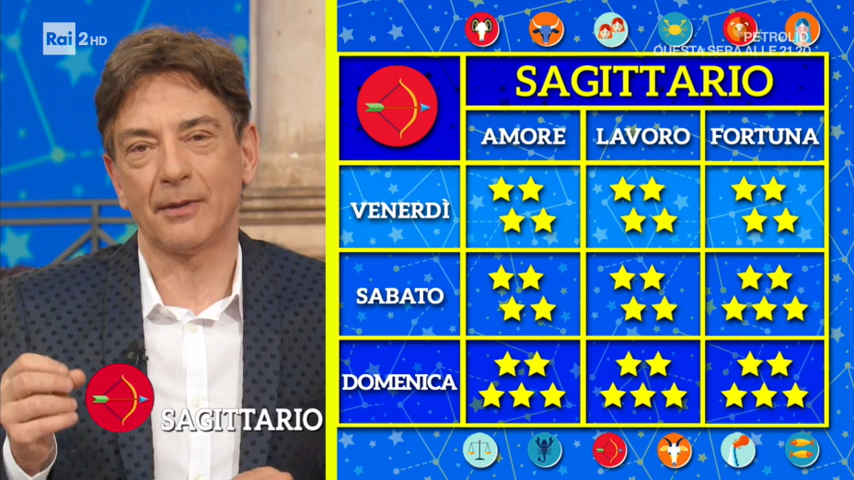 Rai 2HD
PETROLIO
QUESTA SERA ALLE 21.20
SAGITTARIO
AMORE LAVORO FORTUNA
VENERDÌ
SABATO
DOMENICA
SAGITTARIO